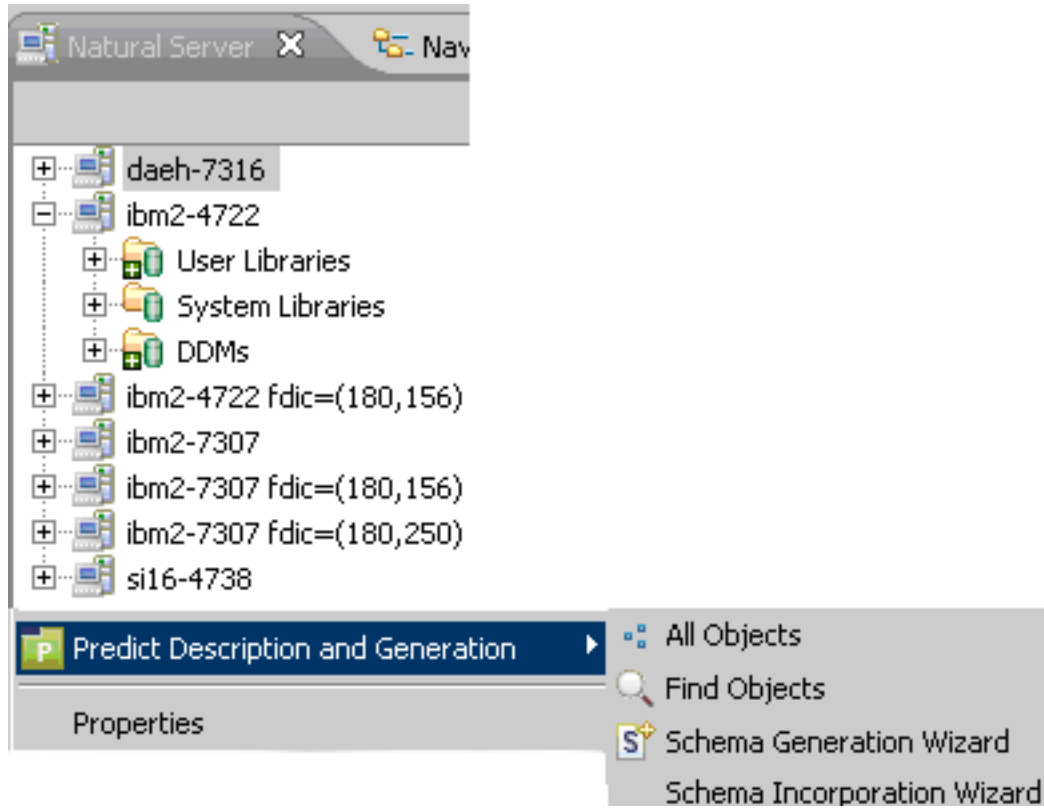 Natural Server Nav
daeh-7316
ibm2-4722
User Libraries
System Libraries
DDMs
ibm2-4722 fdic=(180,156)
ibm2-7307
ibm2-7307 fdic=(180,156)
ibm2-7307 fdic=(180,250)
si16-4738
P Predict Description and Generation
Properties
All Objects
Find Objects
S Schema Generation Wizard
Schema Incorporation Wizard